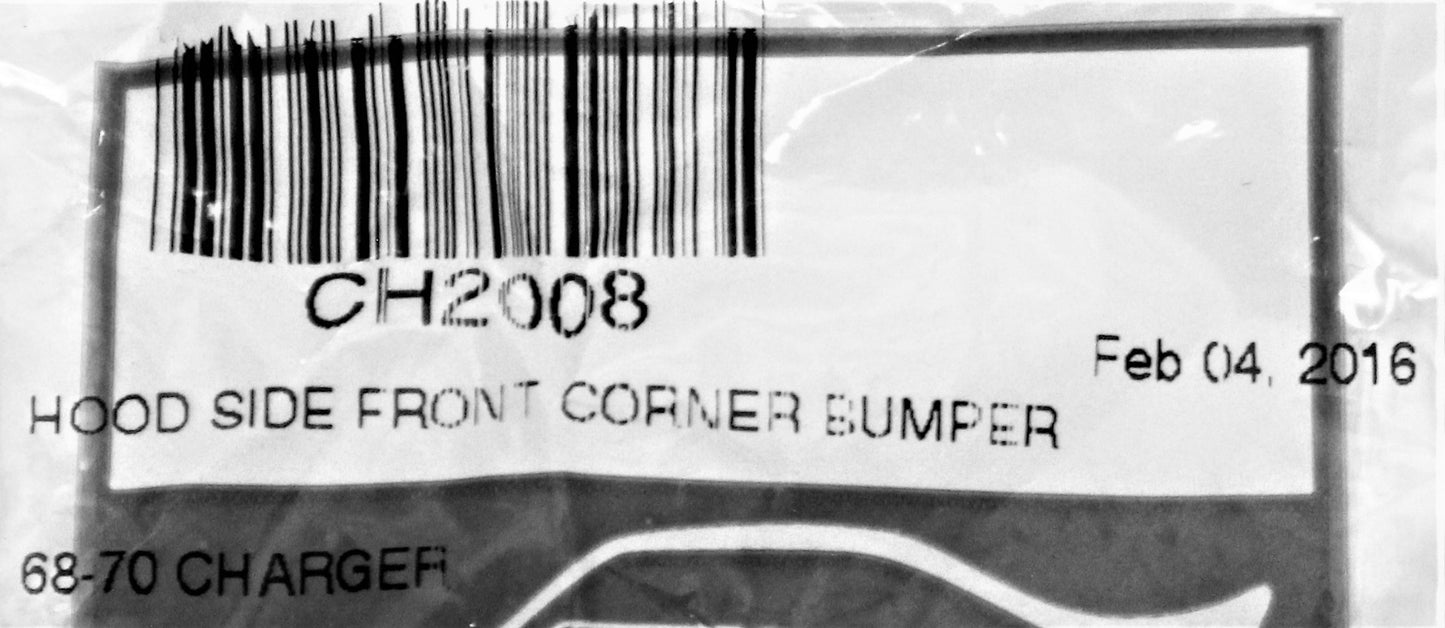 CH2008
Feb 04, 2016
HOOD SIDE FRONT CORNER BUMPER
68-70 CHARGER